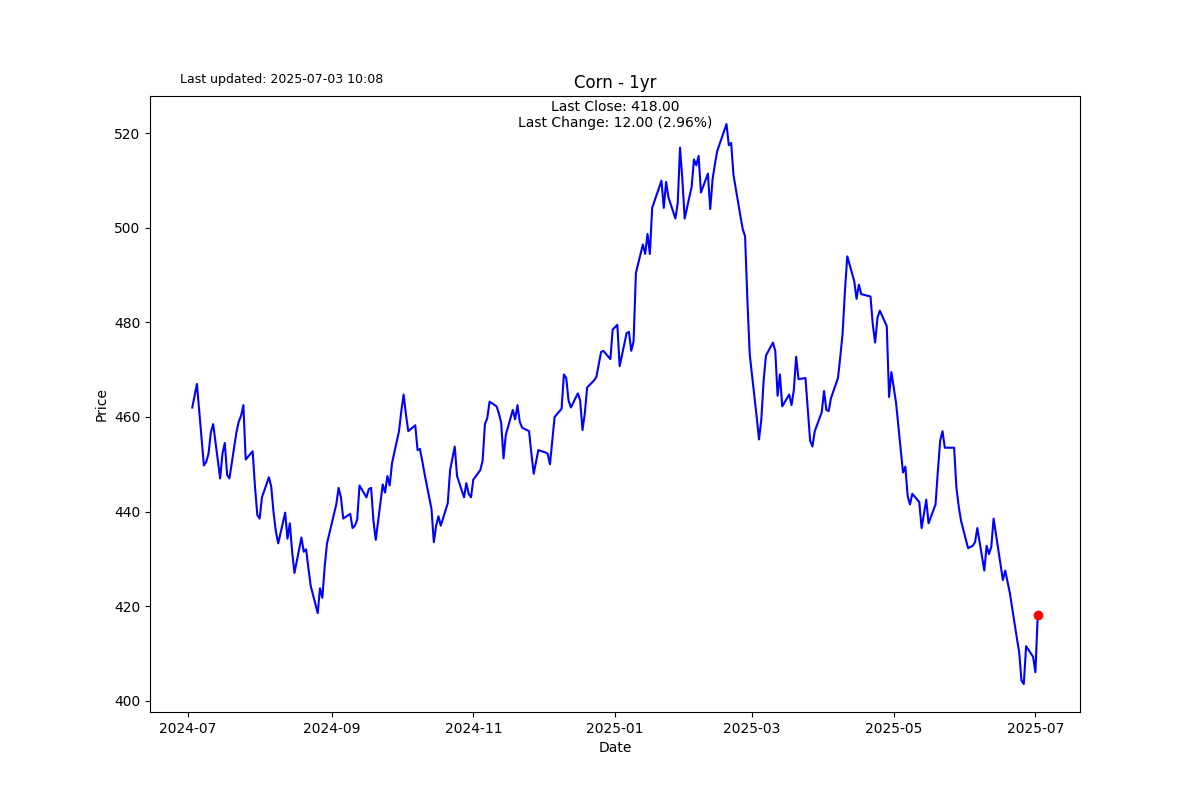 Last updated: 2025-07-03 10:08
Corn - 1yr
Last Close: 418.00
Last Change: 12.00 (2.96%)
520
500
480
460
440
420
400
Price
2024-07
2024-09
2024-11
2025-01
2025-03
2025-05
2025-07
Date